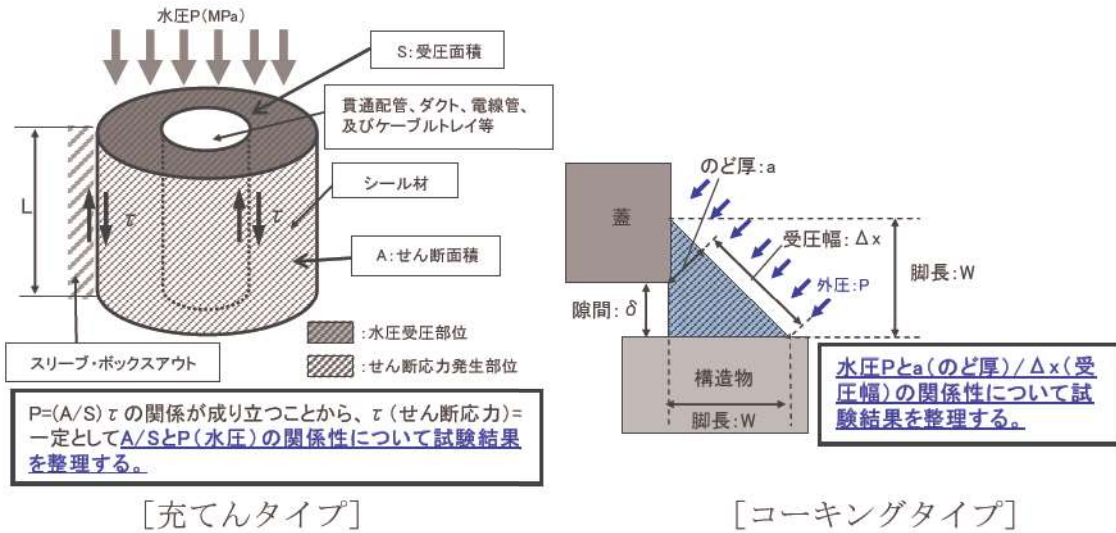 水圧P(MPa)
S:受圧面積
貫通配管、ダクト、電線管、
及びケーブルトレイ等
L
τ
τ
シール材
A:せん断面積
スリーブ・ボックスアウト
:水圧受圧部位
:せん断応力発生部位
P=(A/S)τの関係が成り立つことから、τ(せん断応力)=
一定としてA/SとP(水圧)の関係性について試験結果
を整理する。
[充てんタイプ]
のど厚:a
蓋
受圧幅:Δx
脚長:W
外圧:P
隙間:δ
構造物
脚長:W
水圧Pとa(のど厚)/Δx(受
圧幅)の関係性について試
験結果を整理する。
[コーキングタイプ]